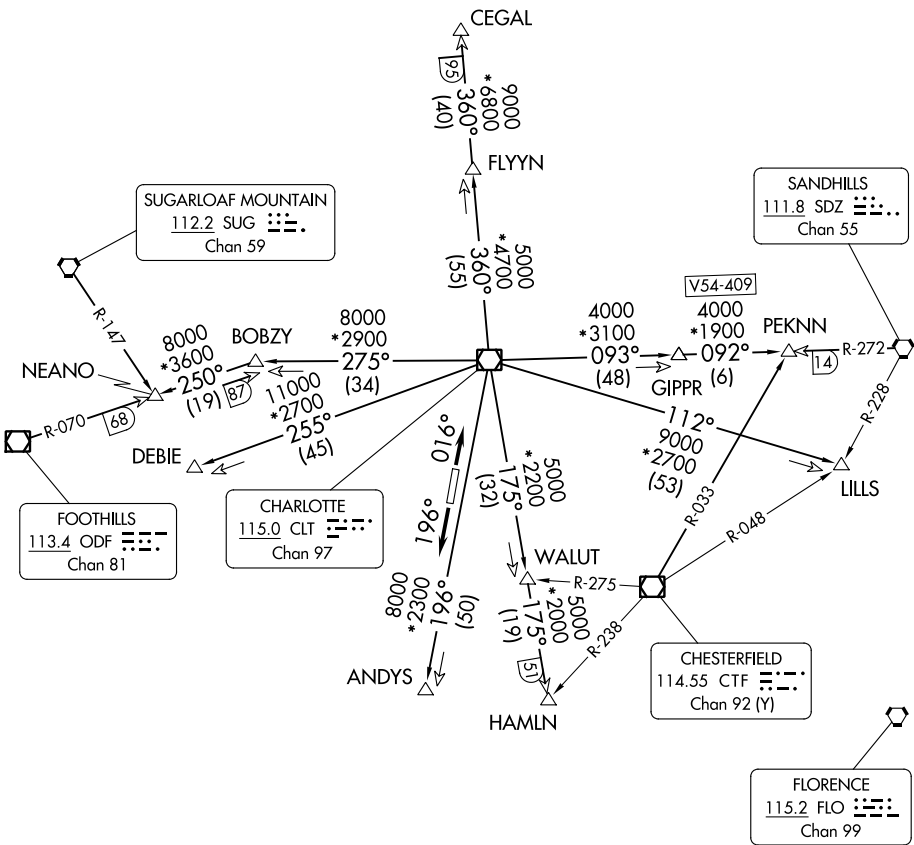 CEGAL
95
9000
*6800
360°
(40)
FLYYN
5000
*4700
360°
(55)
SUGARLOAF MOUNTAIN
112.2 SUG
Chan 59
SANDHILLS
111.8 SDZ
Chan 55
R-147
NEANO
8000
*3600
250°
(19)
BOBZY
87
8000
*2900
275°
(34)
4000
*3100
093°
(48)
V54-409
4000
*1900
092°
(6)
GIPPR
PEKNN
14
R-272
R-228
R-070
68
DEBIE
11000
*2700
255°
(45)
112°
9000
*2700
(53)
LILLS
FOOTHILLS
113.4 ODF
Chan 81
CHARLOTTE
115.0 CLT
Chan 97
016°
196°
5000
*2200
175°
(32)
R-033
R-048
WALUT
R-275
8000
*2300
196°
(50)
5000
*2000
175°
(19)
51
R-238
ANDYS
HAMLN
CHESTERFIELD
114.55 CTF
Chan 92 (Y)
FLORENCE
115.2 FLO
Chan 99